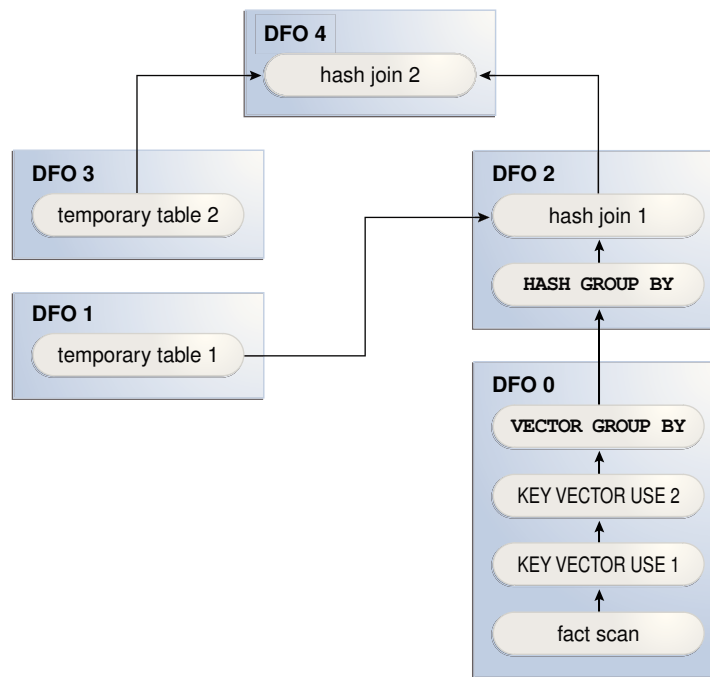 DFO 4
hash join 2
DFO 3
temporary table 2
DFO 2
hash join 1
HASH GROUP BY
DFO 1
temporary table 1
DFO 0
VECTOR GROUP BY
KEY VECTOR USE 2
KEY VECTOR USE 1
fact scan